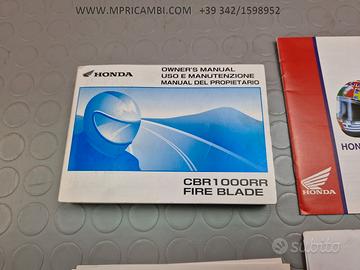 WWW.MPRICAMBI.COM +39 342/1598952
HONDA
OWNER'S MANUAL
USO E MANUTENZIONE
MANUAL DEL PROPIETARIO
CBR1000RR
FIRE BLADE
HON
HONDA
subito